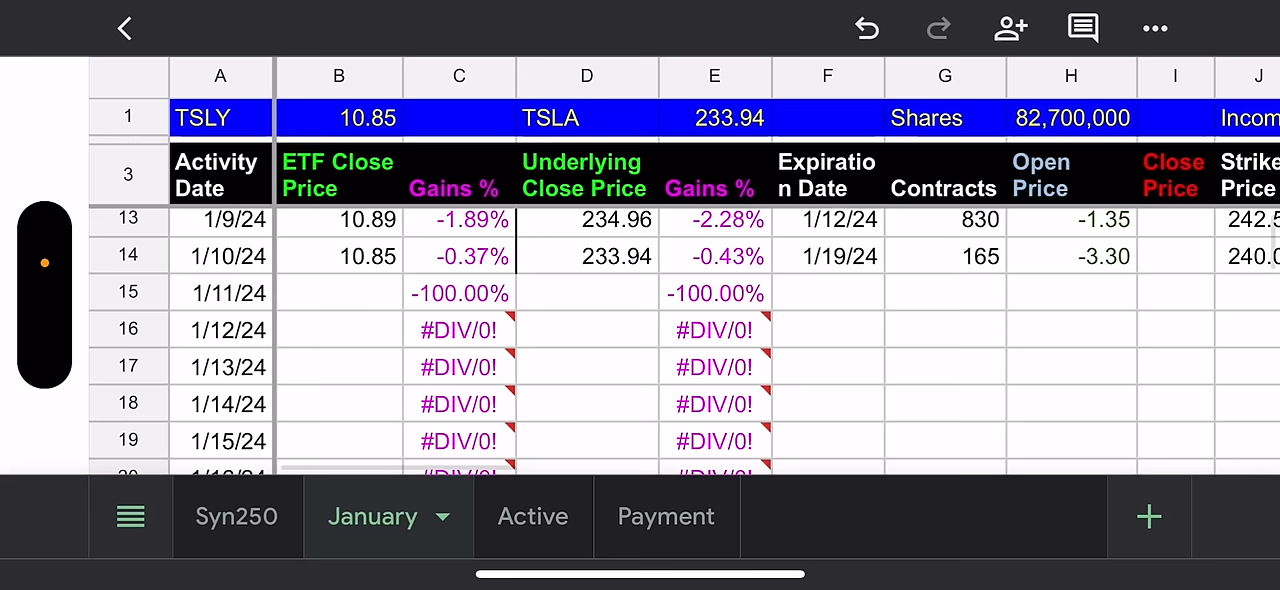 A B C D E F G H I J
1 TSLY 10.85 TSLA 233.94 Shares 82,700,000
3 Activity Date ETF Close Price Gains % Underlying Close Price Gains % Expiratio n Date Contracts Open Price Close Price Strike Price
13 1/9/24 10.89 -1.89% 234.96 -2.28% 1/12/24 830 -1.35
14 1/10/24 10.85 -0.37% 233.94 -0.43% 1/19/24 165 -3.30
15 1/11/24 -100.00% -100.00%
16 1/12/24 #DIV/0! #DIV/0!
17 1/13/24 #DIV/0! #DIV/0!
18 1/14/24 #DIV/0! #DIV/0!
19 1/15/24 #DIV/0! #DIV/0!
Syn250 January Active Payment